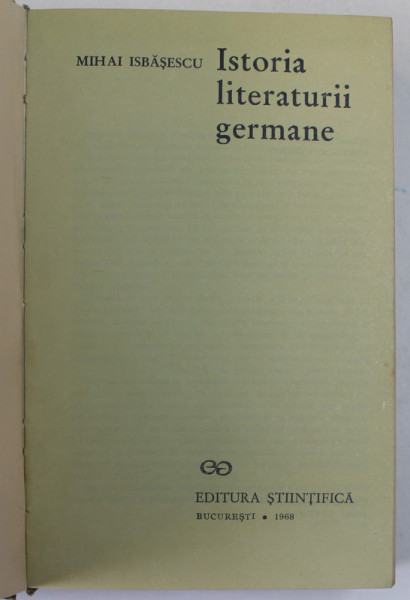 MIHAI ISBĂȘESCU
Istoria
literaturii
germane
EDITURA ȘTIINȚIFICĂ
BUCUREȘTI • 1968